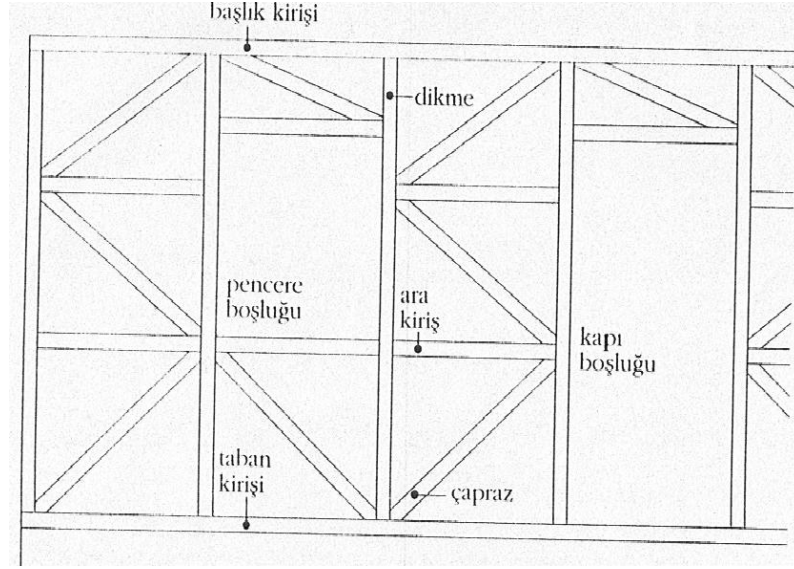 başlık kirişi
dikme
pencere
boşluğu
ara
kiriş
kapı
boşluğu
taban
kirişi
çapraz